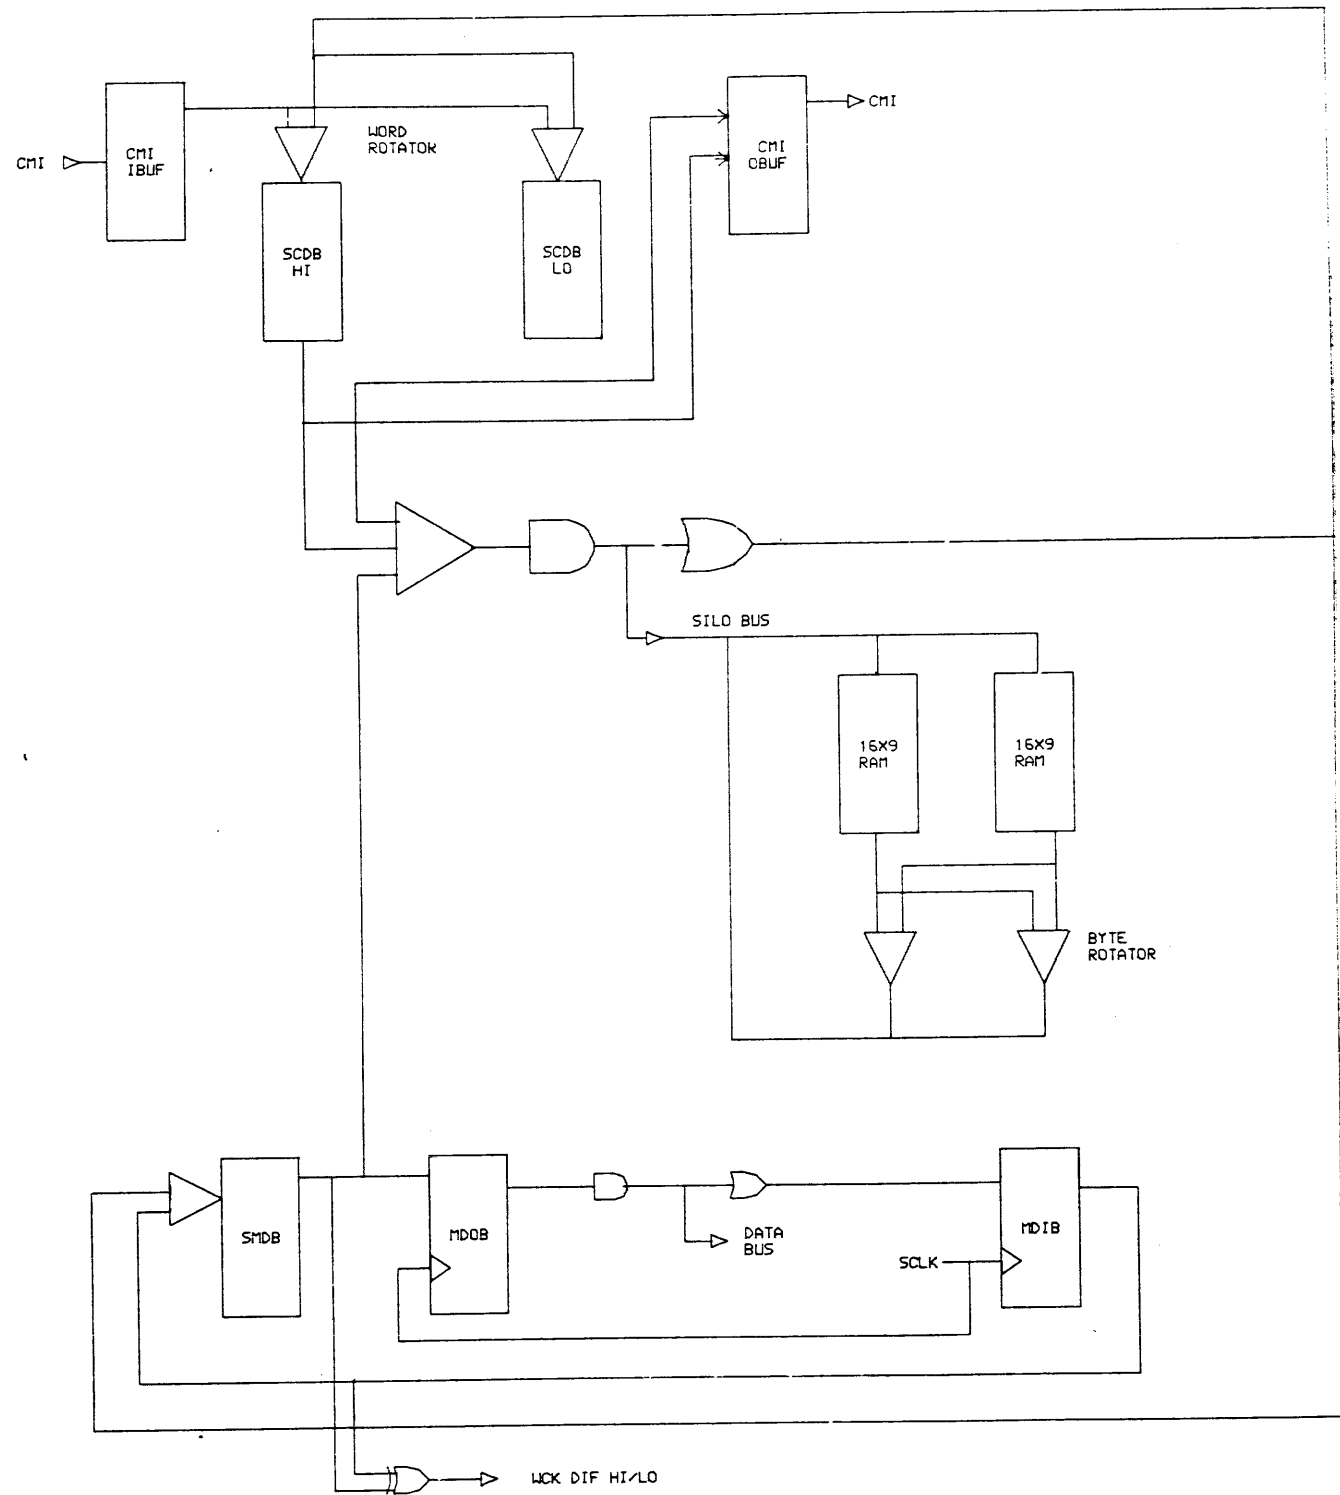 CMI
CMI
IBUF
WORD
ROTATOR
SCDB
HI
SCDB
LO
CMI
OBUF
CMI
SILO BUS
16X9
RAM
16X9
RAM
BYTE
ROTATOR
SMDB
MDOB
DATA
BUS
SCLK
MDIB
WCK DIF HI/LO